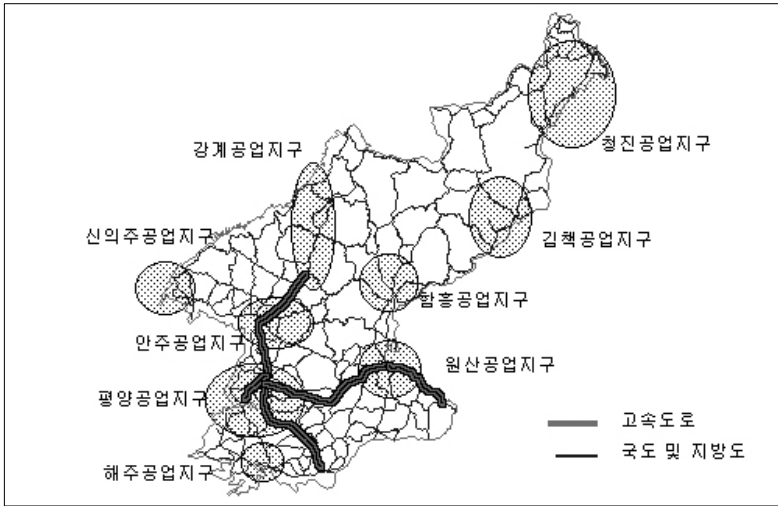 청진공업지구
강계공업지구
신의주공업지구
김책공업지구
함흥공업지구
안주공업지구
원산공업지구
평양공업지구
고속도로
국도 및 지방도
해주공업지구